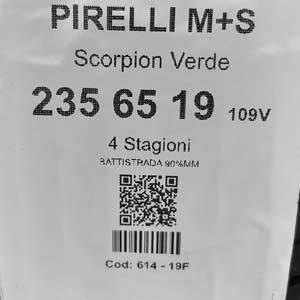 PIRELLI M+S
Scorpion Verde
235 65 19 109V
4 Stagioni
BATTISTRADA 90%MM
Cod: 614 - 19F